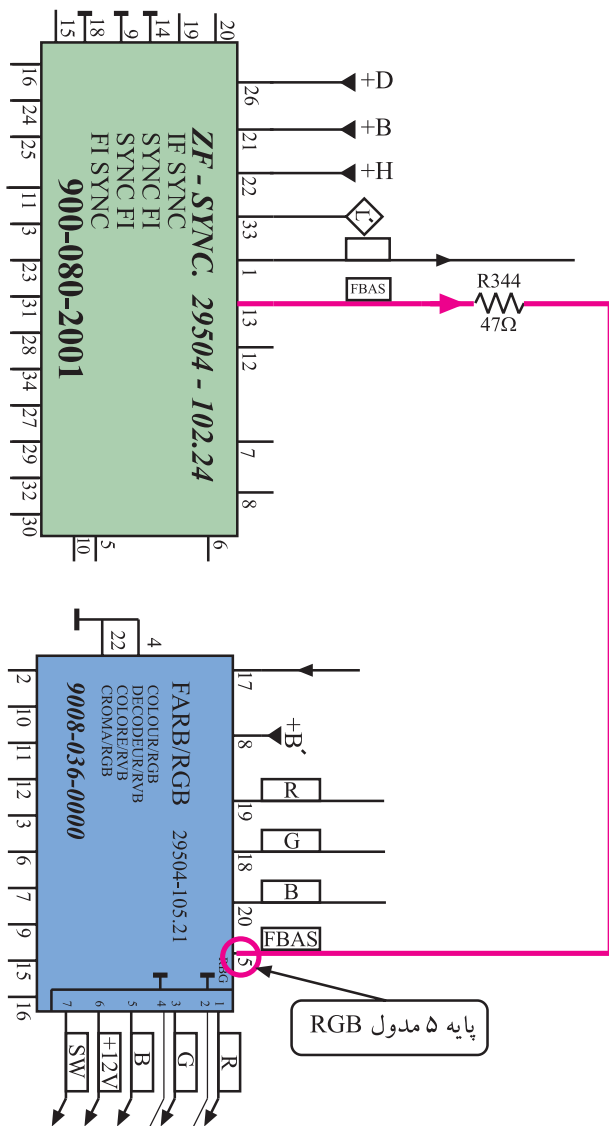 15
18
9
14
19
20
16
24
25
11
3
23
31
28
34
27
29
32
30
10
5
6
26
21
22
33
1
13
12
7
8
+D
+B
+H
L'
FBAS
R344
47Ω
ZF - SYNC. 29504 - 102.24
IF SYNC
SYNC FI
SYNC FI
FI SYNC
900-080-2001
22
4
2
10
11
12
3
6
7
9
15
16
17
8
19
18
20
5
+B'
R
G
B
FBAS
FARB/RGB 29504-105.21
COLOUR/RGB
DECODEUR/RVB
COLORE/RVB
CROMA/RGB
9008-036-0000
RBG
7
6
5
4
3
2
1
SW
+12V
B
G
R
پایه ۵ مدول RGB